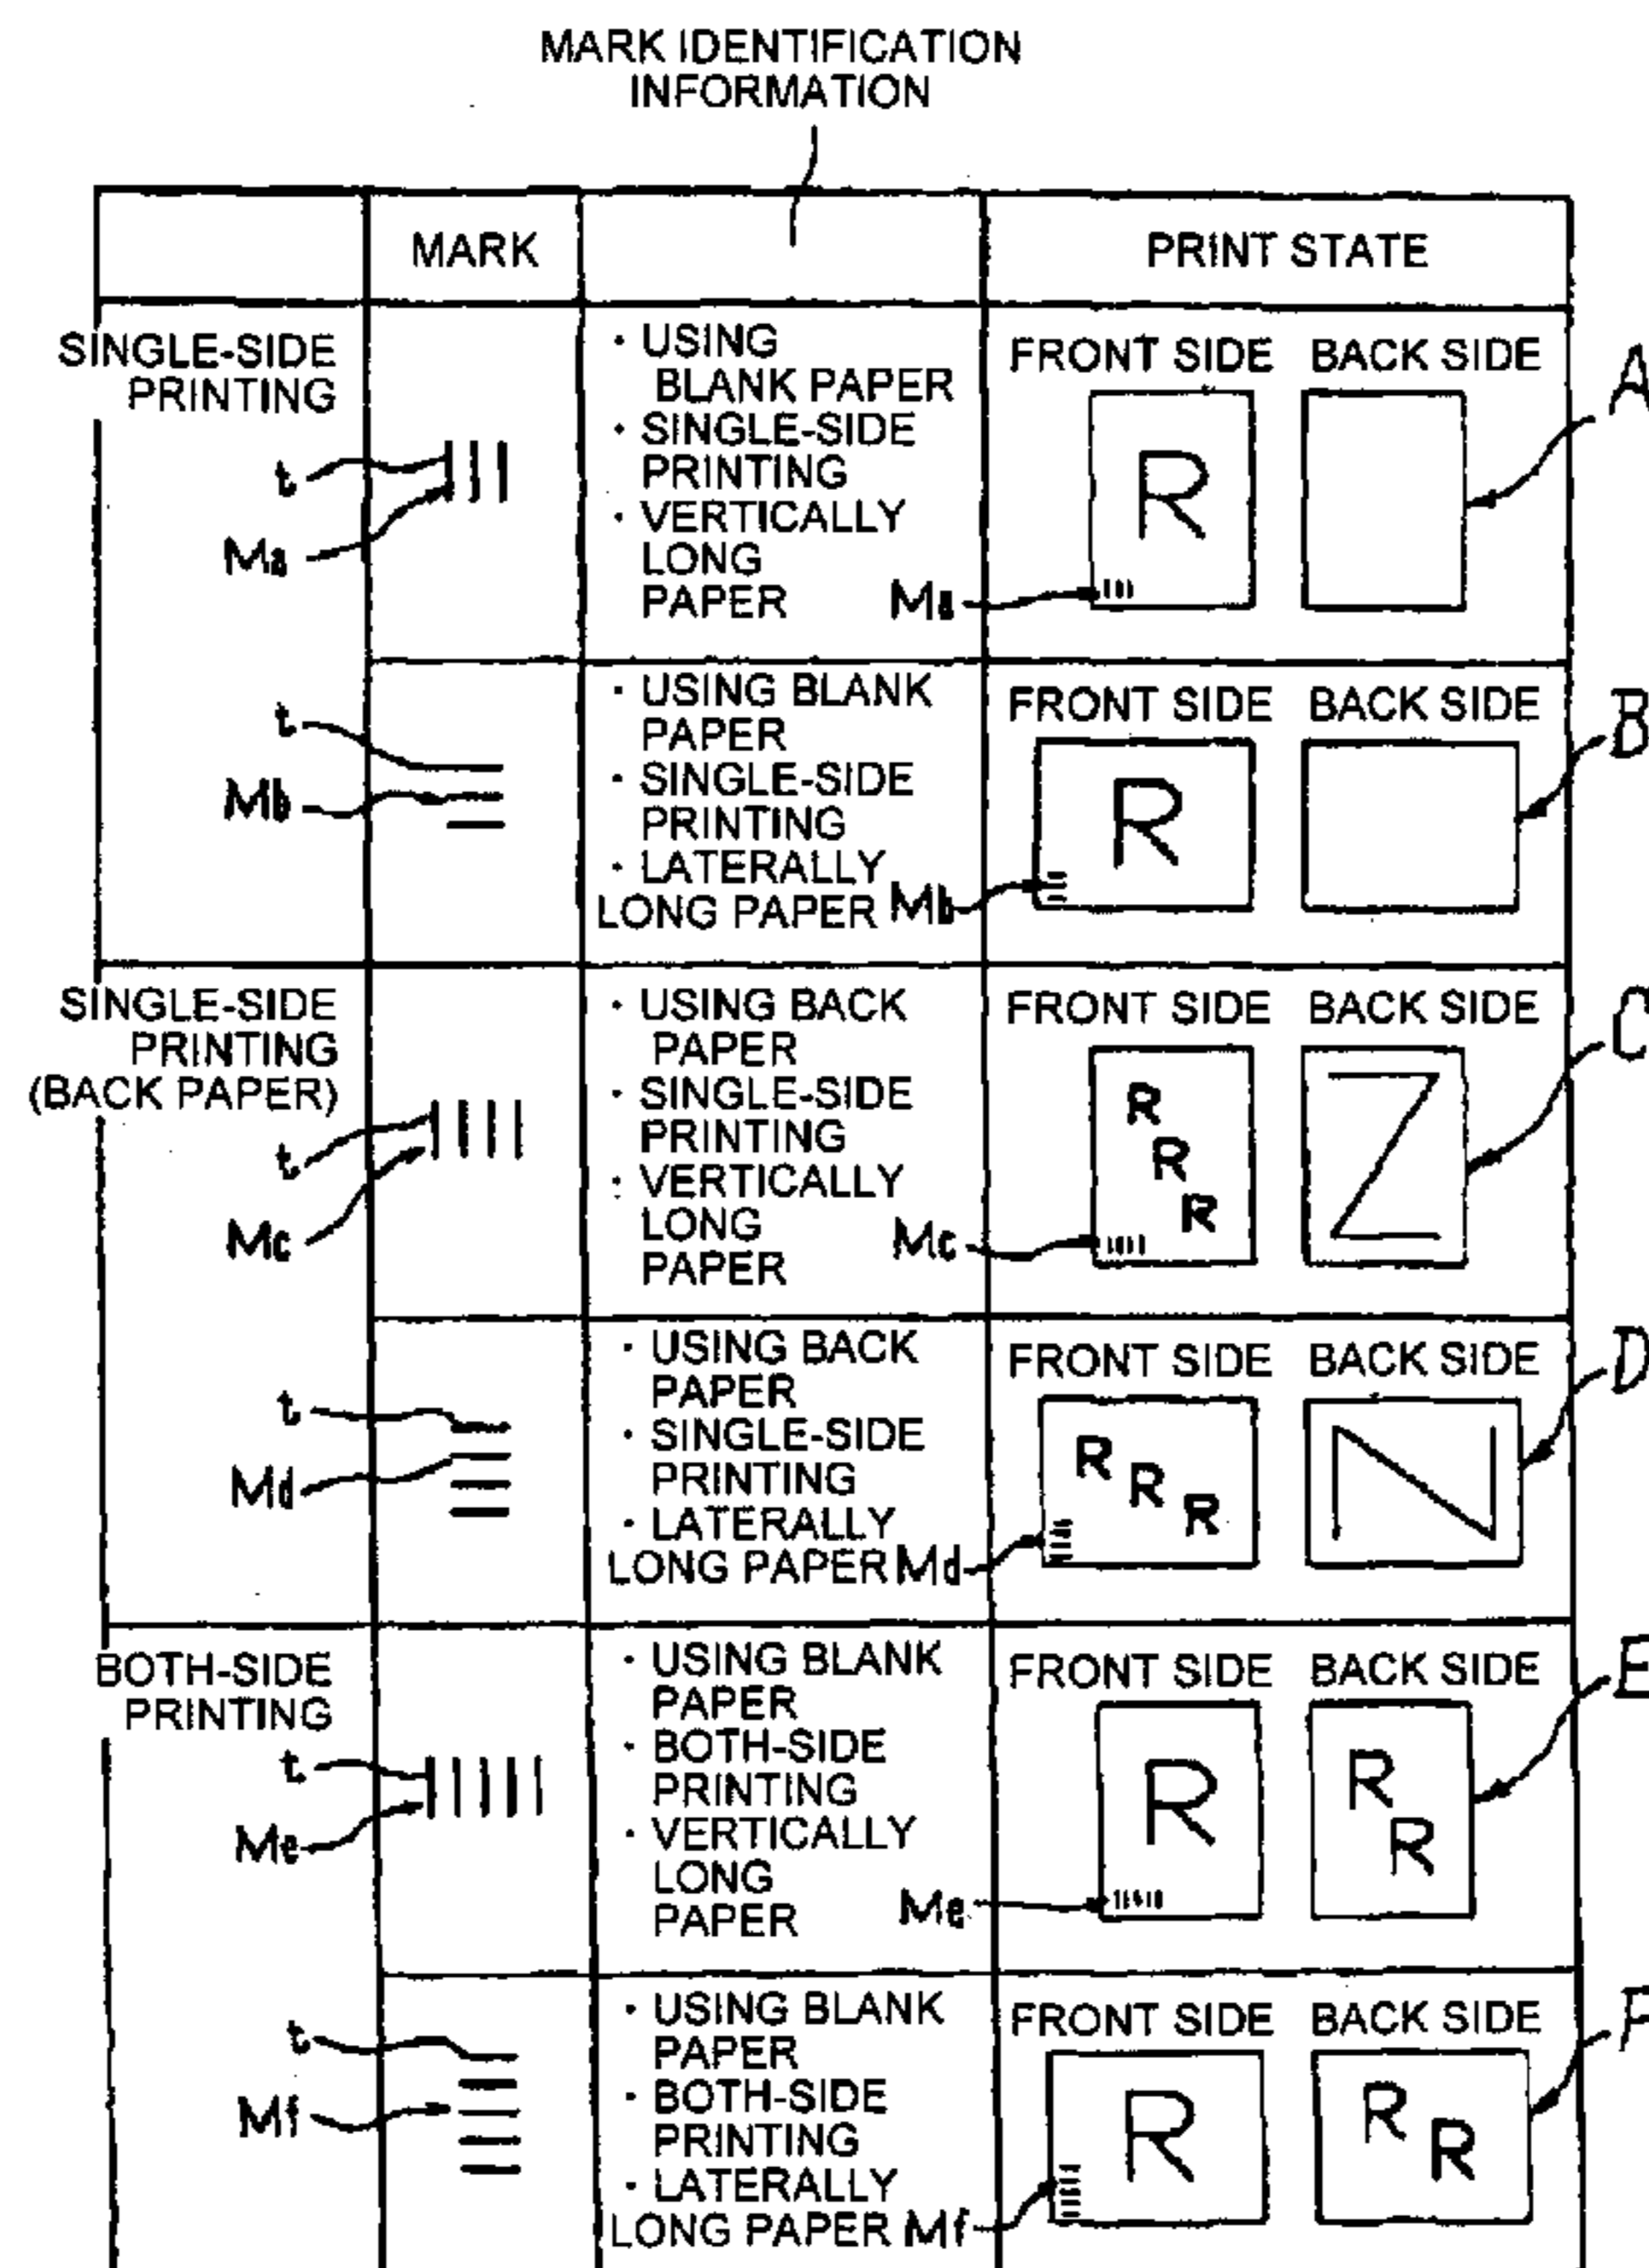 MARK IDENTIFICATION
INFORMATION
MARK
PRINT STATE
SINGLE-SIDE
PRINTING
t
Ma
· USING
BLANK PAPER
· SINGLE-SIDE
PRINTING
· VERTICALLY
LONG
PAPER
FRONT SIDE
BACK SIDE
R
Ma
A
t
Mb
· USING BLANK
PAPER
· SINGLE-SIDE
PRINTING
· LATERALLY
LONG PAPER
FRONT SIDE
BACK SIDE
R
Mb
B
SINGLE-SIDE
PRINTING
(BACK PAPER)
t
Mc
· USING BACK
PAPER
· SINGLE-SIDE
PRINTING
· VERTICALLY
LONG
PAPER
FRONT SIDE
BACK SIDE
R
R
R
Z
Mc
C
t
Md
· USING BACK
PAPER
· SINGLE-SIDE
PRINTING
· LATERALLY
LONG PAPER
FRONT SIDE
BACK SIDE
R
R
R
N
Md
D
BOTH-SIDE
PRINTING
t
Me
· USING BLANK
PAPER
· BOTH-SIDE
PRINTING
· VERTICALLY
LONG
PAPER
FRONT SIDE
BACK SIDE
R
R
R
Me
E
t
Mf
· USING BLANK
PAPER
· BOTH-SIDE
PRINTING
· LATERALLY
LONG PAPER
FRONT SIDE
BACK SIDE
R
R
R
Mf
F